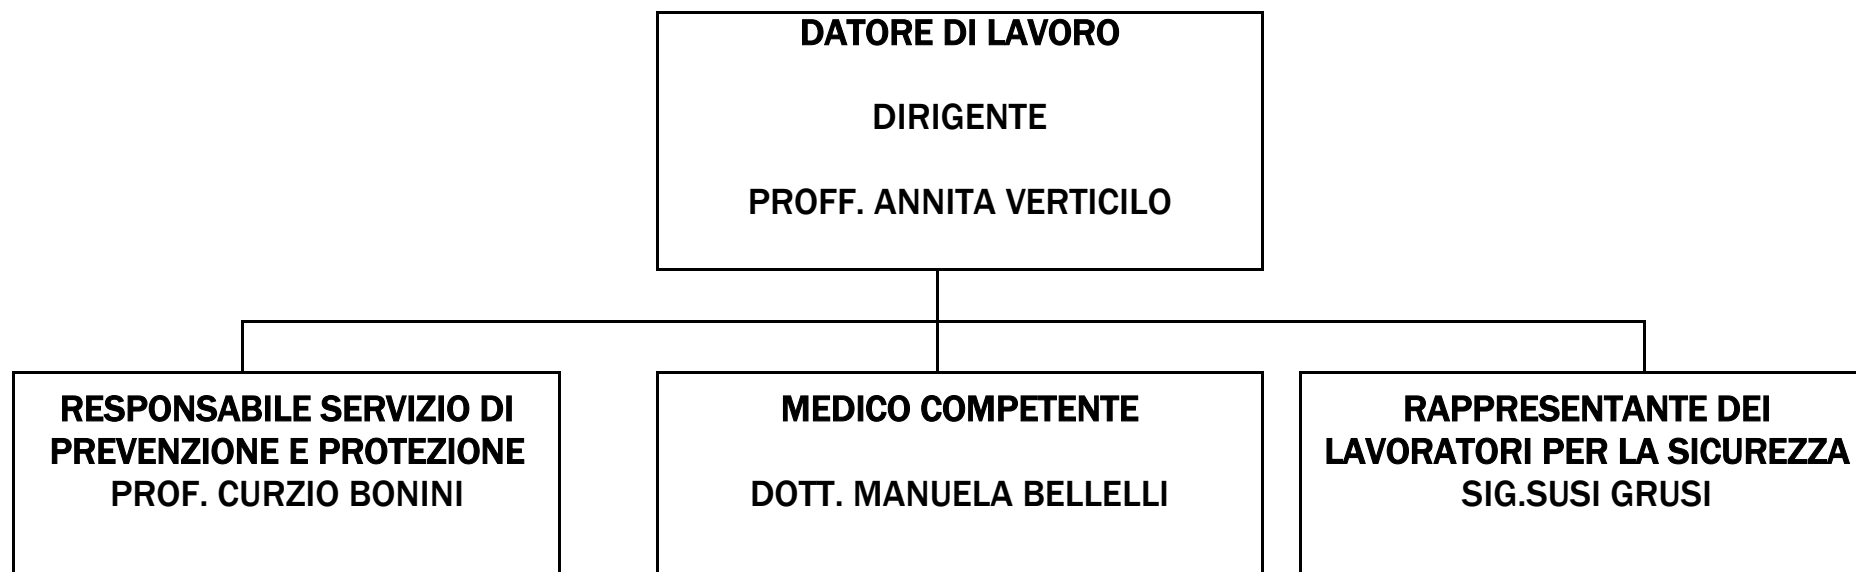 DATORE DI LAVORO
DIRIGENTE
PROFF. ANNITA VERTICILO
RESPONSABILE SERVIZIO DI
PREVENZIONE E PROTEZIONE
PROF. CURZIO BONINI
MEDICO COMPETENTE
DOTT. MANUELA BELLELLI
RAPPRESENTANTE DEI
LAVORATORI PER LA SICUREZZA
SIG.SUSI GRUSI